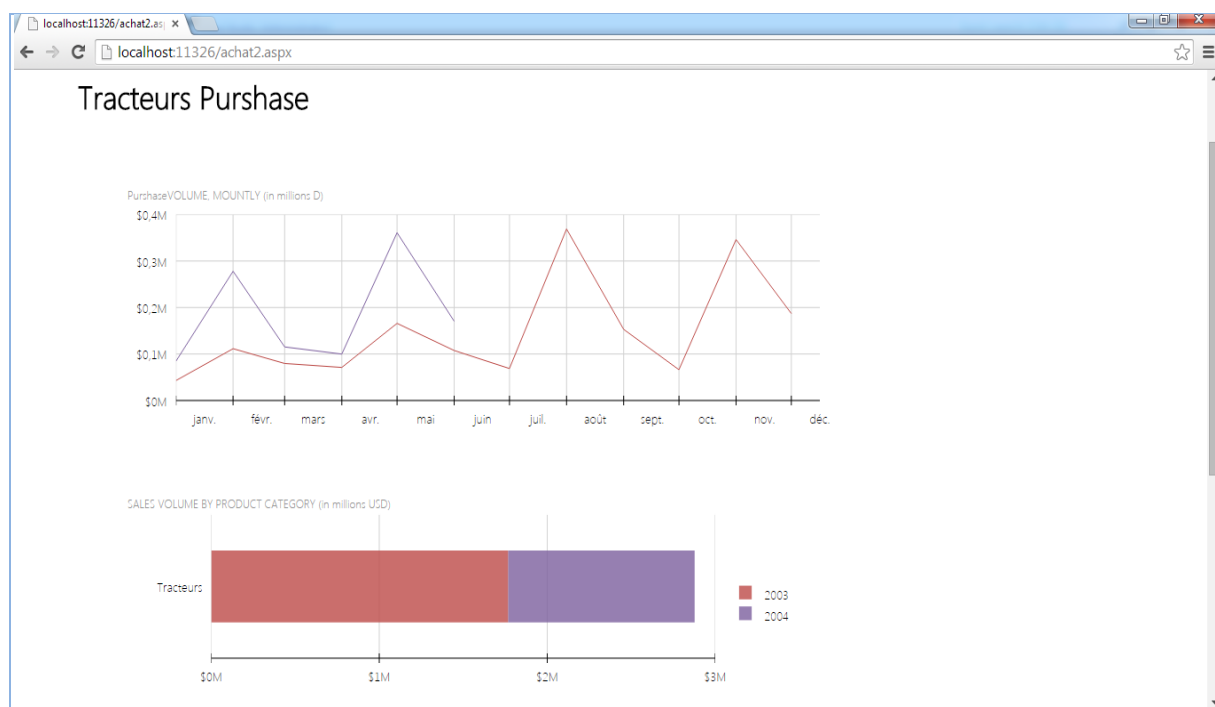 localhost:11326/achat2.as
localhost:11326/achat2.aspx
Tracteurs Purshase
PurshaseVOLUME, MOUNTLY (in millions D)
$0,4M
$0,3M
$0,2M
$0,1M
$0M
janv. févr. mars avr. mai juin juil. août sept. oct. nov. déc.
SALES VOLUME BY PRODUCT CATEGORY (in millions USD)
Tracteurs
2003
2004
$0M $1M $2M $3M